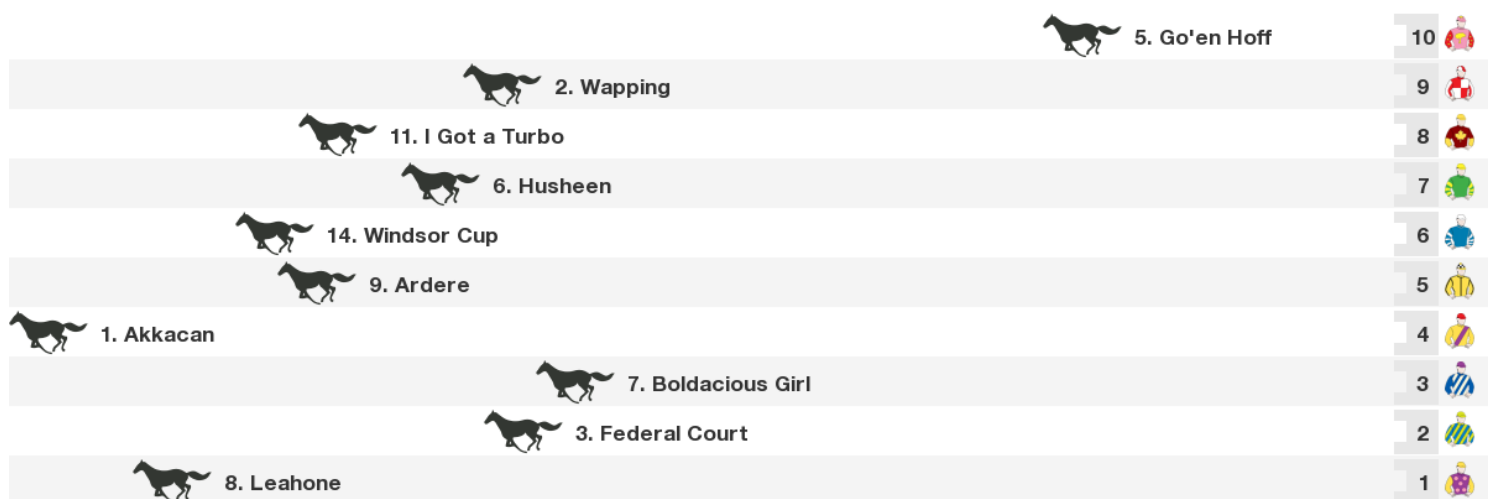 5. Go'en Hoff 10
2. Wapping 9
11. I Got a Turbo 8
6. Husheen 7
14. Windsor Cup 6
9. Ardere 5
1. Akkacan 4
7. Boldacious Girl 3
3. Federal Court 2
8. Leahone 1